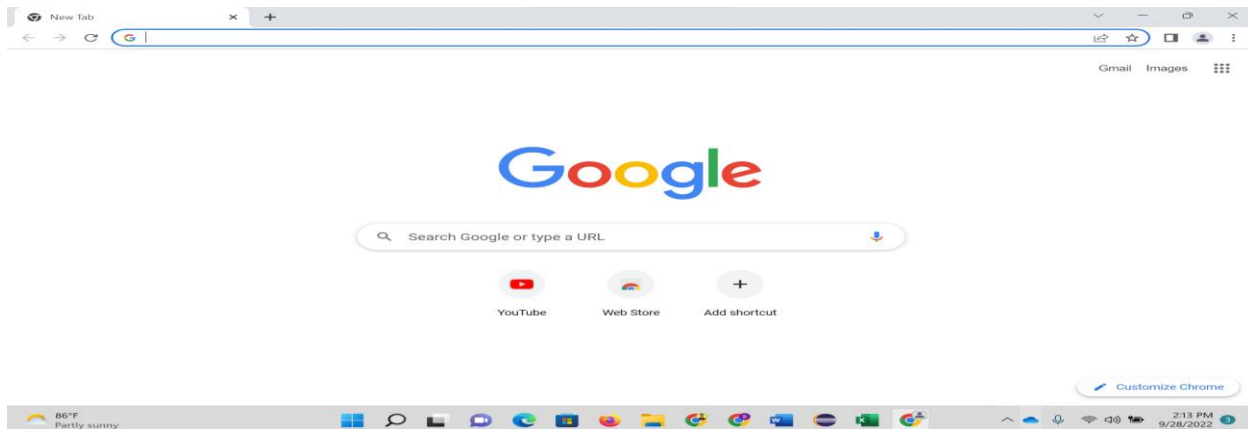 New Tab
Gmail Images
Google
Search Google or type a URL
YouTube Web Store Add shortcut
Customize Chrome
86°F
Partly sunny
2:13 PM
9/28/2022
3